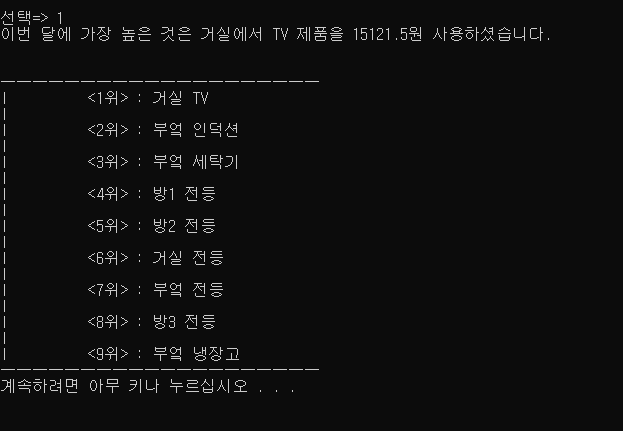 선택=> 1
이번 달에 가장 높은 것은 거실에서 TV 제품을 15121.5원 사용하셨습니다.
ㅡㅡㅡㅡㅡㅡㅡㅡㅡㅡㅡㅡㅡㅡㅡㅡㅡㅡㅡㅡ
| <1위> : 거실 TV
|
| <2위> : 부엌 인덕션
|
| <3위> : 부엌 세탁기
|
| <4위> : 방1 전등
|
| <5위> : 방2 전등
|
| <6위> : 거실 전등
|
| <7위> : 부엌 전등
|
| <8위> : 방3 전등
|
| <9위> : 부엌 냉장고
ㅡㅡㅡㅡㅡㅡㅡㅡㅡㅡㅡㅡㅡㅡㅡㅡㅡㅡㅡㅡ
계속하려면 아무 키나 누르십시오 . . .